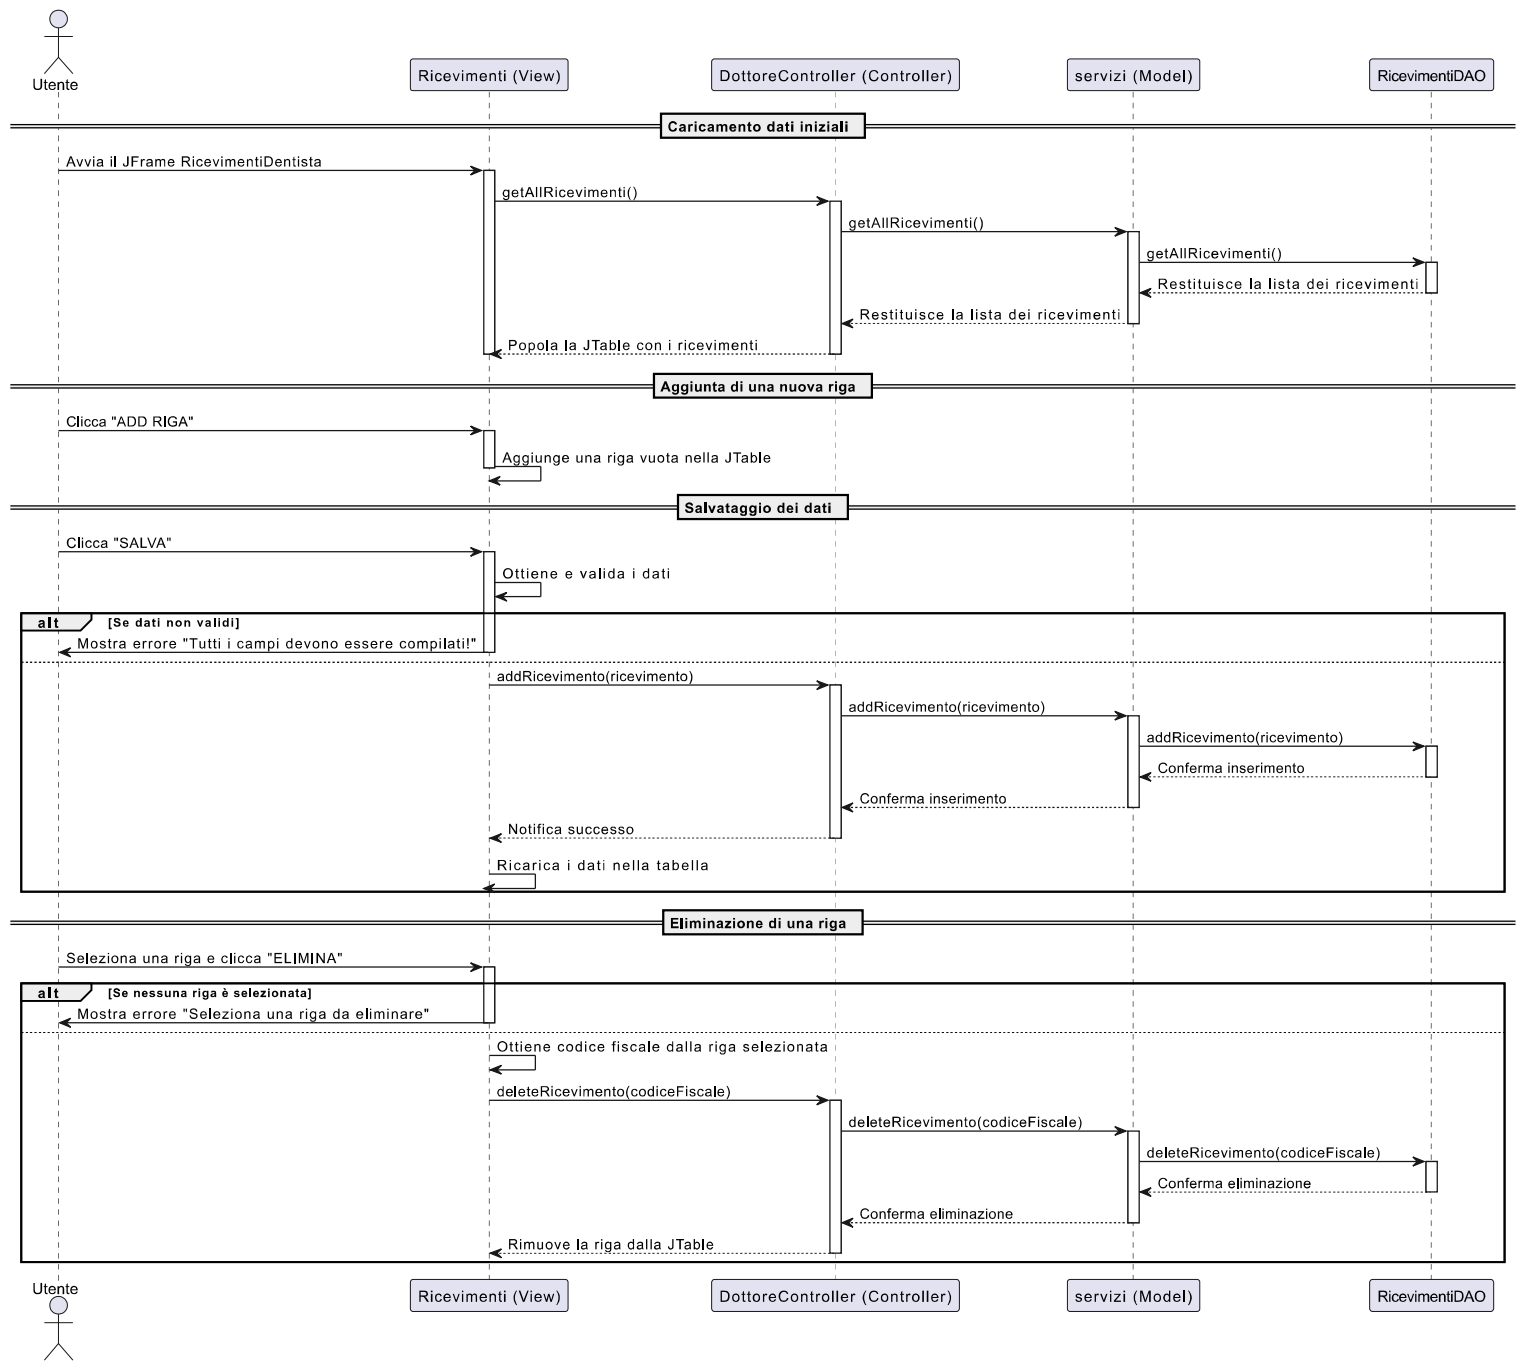 Utente
Ricevimenti (View)
DottoreController (Controller)
servizi (Model)
RicevimentiDAO
Caricamento dati iniziali
Avvia il JFrame RicevimentiDentista
getAllRicevimenti()
getAllRicevimenti()
getAllRicevimenti()
Restituisce la lista dei ricevimenti
Restituisce la lista dei ricevimenti
Popola la JTable con i ricevimenti
Aggiunta di una nuova riga
Clicca "ADD RIGA"
Aggiunge una riga vuota nella JTable
Salvataggio dei dati
Clicca "SALVA"
Ottiene e valida i dati
alt [Se dati non validi]
Mostra errore "Tutti i campi devono essere compilati!"
addRicevimento(ricevimento)
addRicevimento(ricevimento)
addRicevimento(ricevimento)
Conferma inserimento
Conferma inserimento
Notifica successo
Ricarica i dati nella tabella
Eliminazione di una riga
Seleziona una riga e clicca "ELIMINA"
alt [Se nessuna riga è selezionata]
Mostra errore "Seleziona una riga da eliminare"
Ottiene codice fiscale dalla riga selezionata
deleteRicevimento(codiceFiscale)
deleteRicevimento(codiceFiscale)
deleteRicevimento(codiceFiscale)
Conferma eliminazione
Conferma eliminazione
Rimuove la riga dalla JTable
Utente
Ricevimenti (View)
DottoreController (Controller)
servizi (Model)
RicevimentiDAO